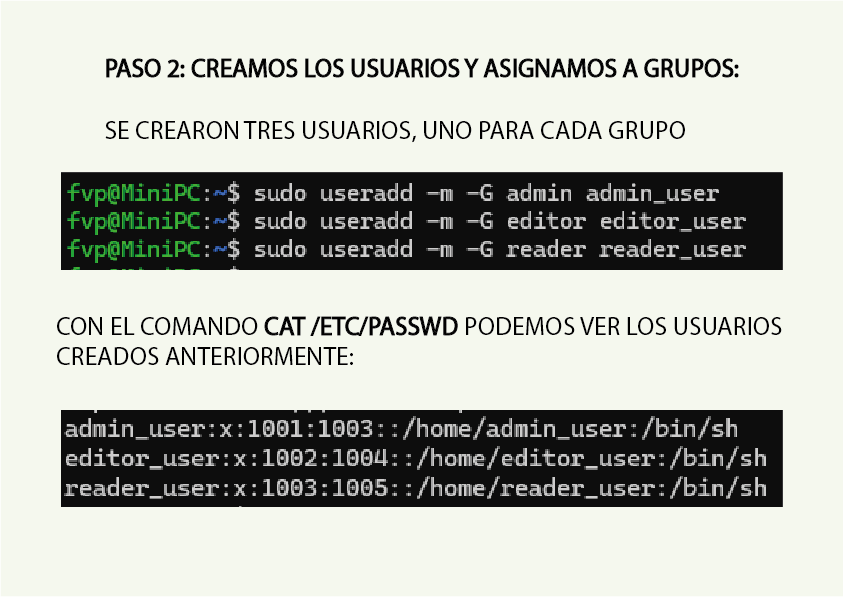 PASO 2: CREAMOS LOS USUARIOS Y ASIGNAMOS A GRUPOS:
SE CREARON TRES USUARIOS, UNO PARA CADA GRUPO
fvp@MiniPC:~$ sudo useradd -m -G admin admin_user
fvp@MiniPC:~$ sudo useradd -m -G editor editor_user
fvp@MiniPC:~$ sudo useradd -m -G reader reader_user
CON EL COMANDO CAT /ETC/PASSWD PODEMOS VER LOS USUARIOS
CREADOS ANTERIORMENTE:
admin_user:x:1001:1003::/home/admin_user:/bin/sh
editor_user:x:1002:1004::/home/editor_user:/bin/sh
reader_user:x:1003:1005::/home/reader_user:/bin/sh